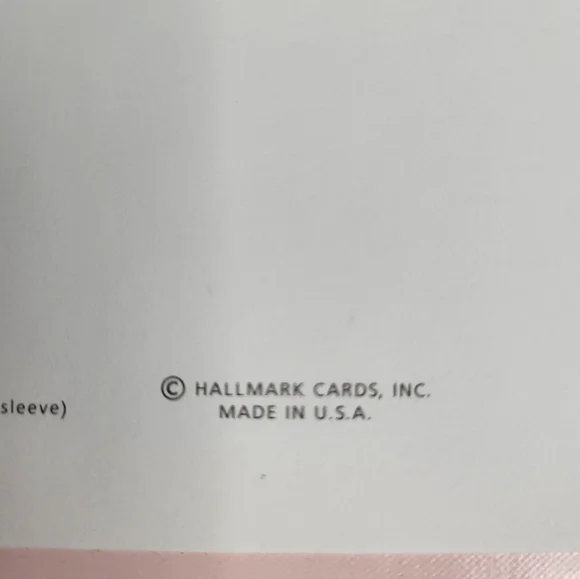 sleeve)
© HALLMARK CARDS, INC.
MADE IN U.S.A.